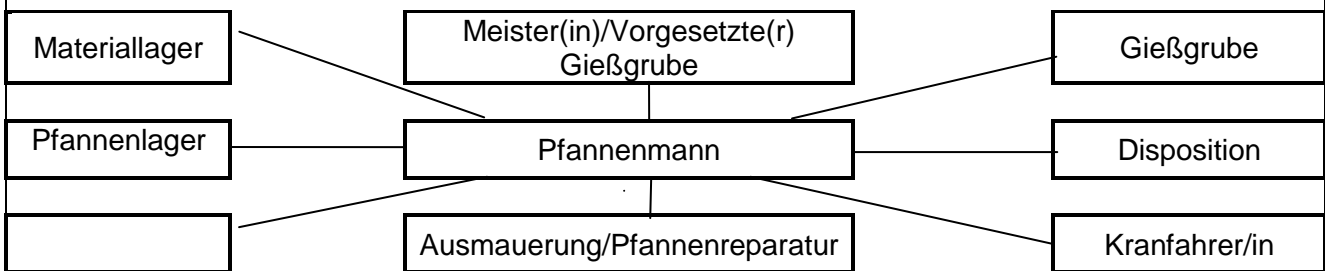 Materiallager
Meister(in)/Vorgesetzte(r)
Gießgrube
Gießgrube
Pfannenlager
Pfannenmann
Disposition
Ausmauerung/Pfannenreparatur
Kranfahrer/in